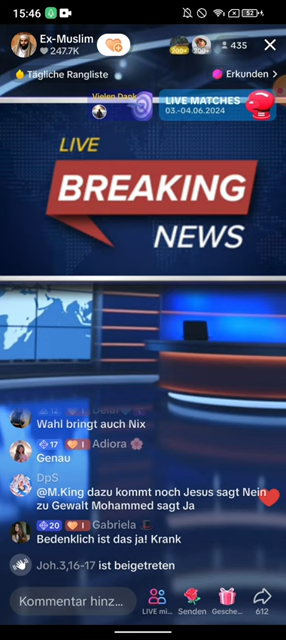 15:46
52
Ex-Muslim
247.7K
200+
200+
435
Tägliche Rangliste
Erkunden
Vielen Dank
LIVE MATCHES
03.-04.06.2024
LIVE
BREAKING
NEWS
Wahl bringt auch Nix
17
I
Adiora
Genau
DpS
@M.King dazu kommt noch Jesus sagt Nein
zu Gewalt Mohammed sagt Ja
20
I
Gabriela
Bedenklich ist das ja! Krank
Joh.3,16-17 ist beigetreten
Kommentar hinz...
LIVE mi...
Senden
Gesche...
612